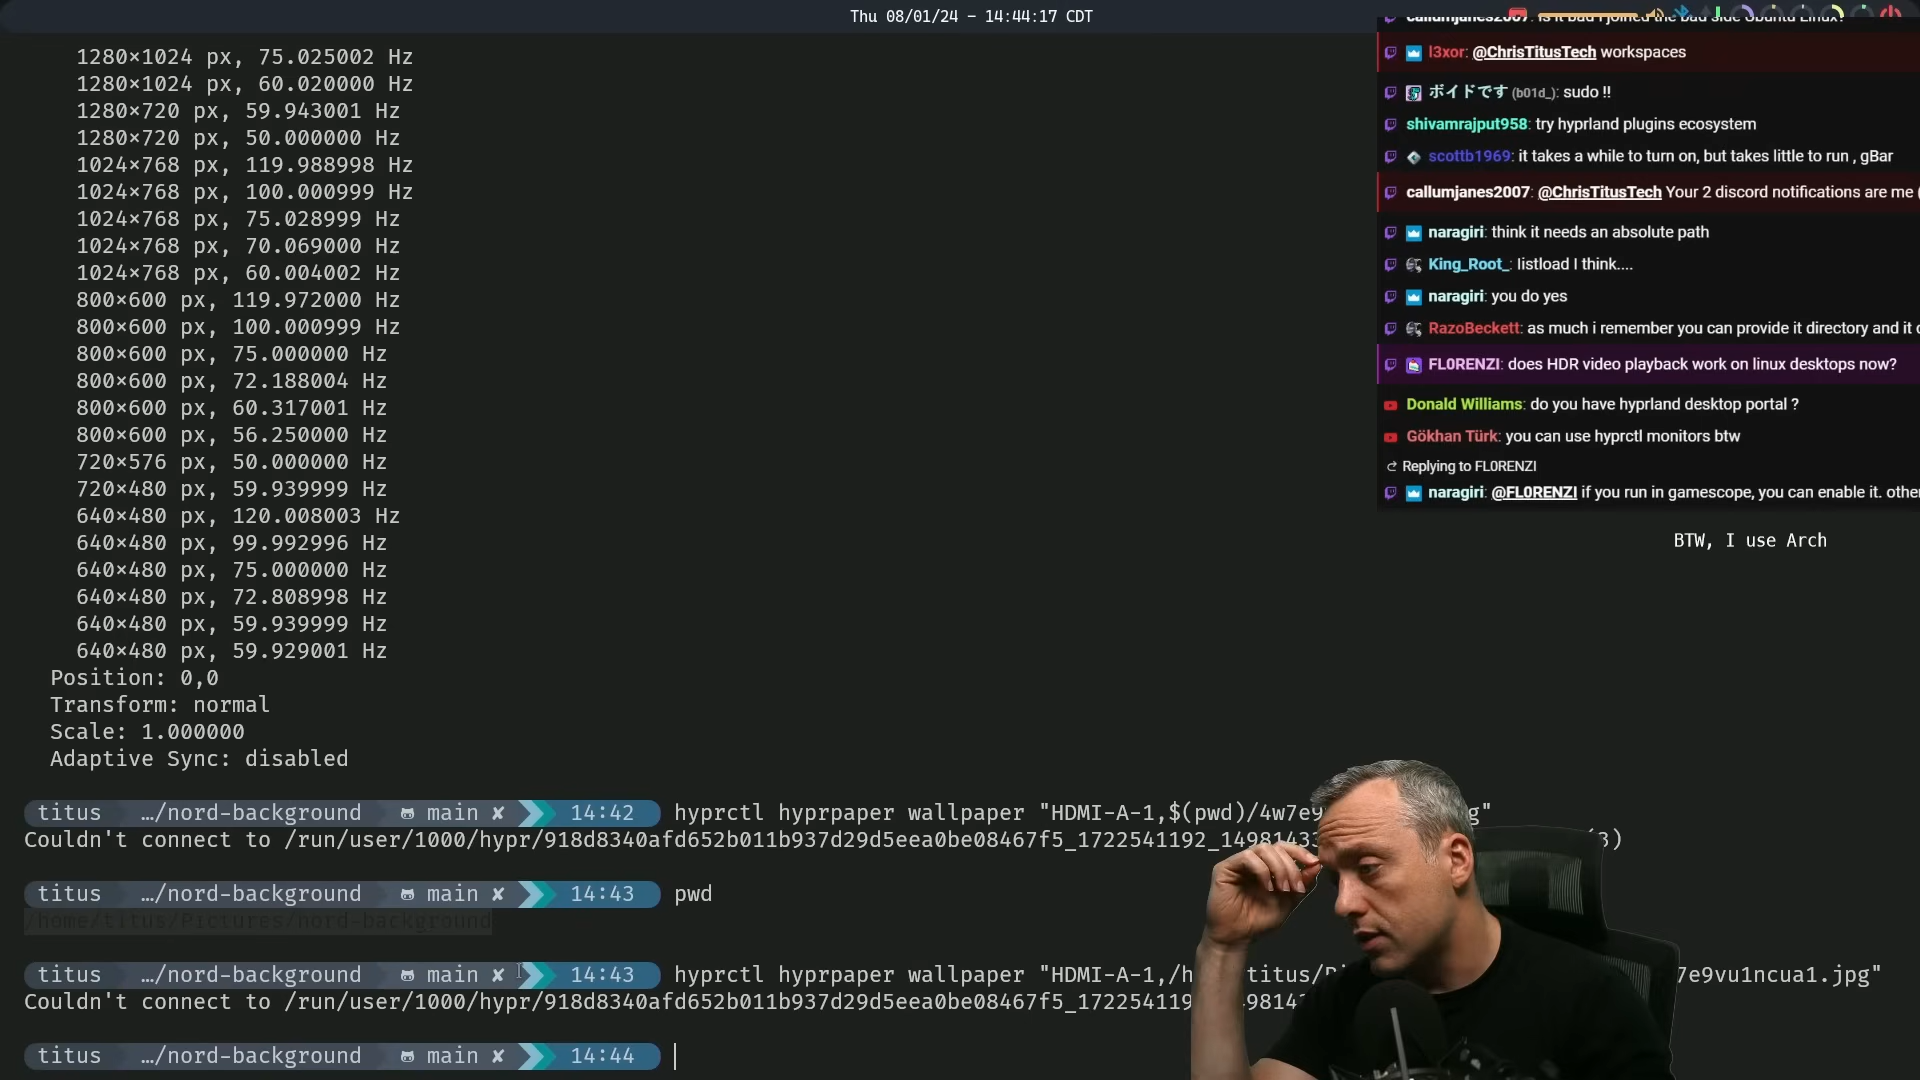 Thu 08/01/24 – 14:44:17 CDT
1280×1024 px, 75.025002 Hz
1280×1024 px, 60.020000 Hz
1280×720 px, 59.943001 Hz
1280×720 px, 50.000000 Hz
1024×768 px, 119.988998 Hz
1024×768 px, 100.000999 Hz
1024×768 px, 75.028999 Hz
1024×768 px, 70.069000 Hz
1024×768 px, 60.004002 Hz
800×600 px, 119.972000 Hz
800×600 px, 100.000999 Hz
800×600 px, 75.000000 Hz
800×600 px, 72.188004 Hz
800×600 px, 60.317001 Hz
800×600 px, 56.250000 Hz
720×576 px, 50.000000 Hz
720×480 px, 59.939999 Hz
640×480 px, 120.008003 Hz
640×480 px, 99.992996 Hz
640×480 px, 75.000000 Hz
640×480 px, 72.808998 Hz
640×480 px, 59.939999 Hz
640×480 px, 59.929001 Hz
Position: 0,0
Transform: normal
Scale: 1.000000
Adaptive Sync: disabled
titus …/nord-background main ✘ 14:42 hyprctl hyprpaper wallpaper "HDMI-A-1,$(pwd)/4w7e9 g"
Couldn't connect to /run/user/1000/hypr/918d8340afd652b011b937d29d5eea0be08467f5_1722541192_14981433 3)
titus …/nord-background main ✘ 14:43 pwd
/home/titus/Pictures/nord-background
titus …/nord-background main ✘ 14:43 hyprctl hyprpaper wallpaper "HDMI-A-1,/h titus/ 7e9vu1ncua1.jpg"
Couldn't connect to /run/user/1000/hypr/918d8340afd652b011b937d29d5eea0be08467f5_172254119
titus …/nord-background main ✘ 14:44
callumjanes2007: is it bad i joined the bad side Ubuntu Linux?
l3xor: @ChrisTitusTech workspaces
ボイドです (b01d_): sudo !!
shivamrajput958: try hyprland plugins ecosystem
scottb1969: it takes a while to turn on, but takes little to run , gBar
callumjanes2007: @ChrisTitusTech Your 2 discord notifications are me
naragiri: think it needs an absolute path
King_Root_: listload I think....
naragiri: you do yes
RazoBeckett: as much i remember you can provide it directory and it
FL0RENZI: does HDR video playback work on linux desktops now?
Donald Williams: do you have hyprland desktop portal ?
Gökhan Türk: you can use hyprctl monitors btw
Replying to FL0RENZI
naragiri: @FL0RENZI if you run in gamescope, you can enable it.
BTW, I use Arch